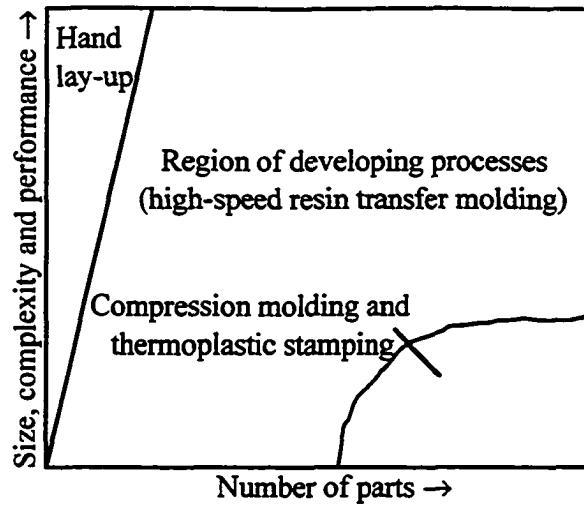 Size, complexity and performance →
Hand
lay-up
Region of developing processes
(high-speed resin transfer molding)
Compression molding and
thermoplastic stamping
Number of parts →